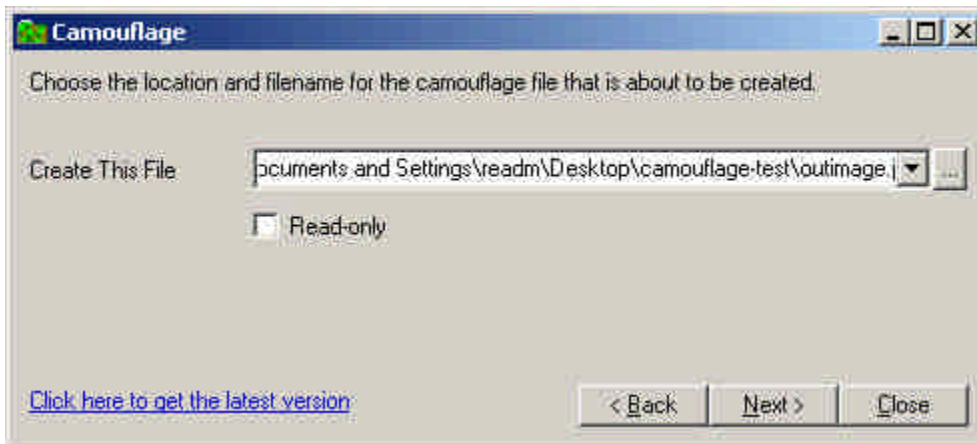 Camouflage
Choose the location and filename for the camouflage file that is about to be created.
Create This File
ocuments and Settings\readm\Desktop\camouflage-test\outimage.j
...
Read-only
Click here to get the latest version
< Back
Next >
Close